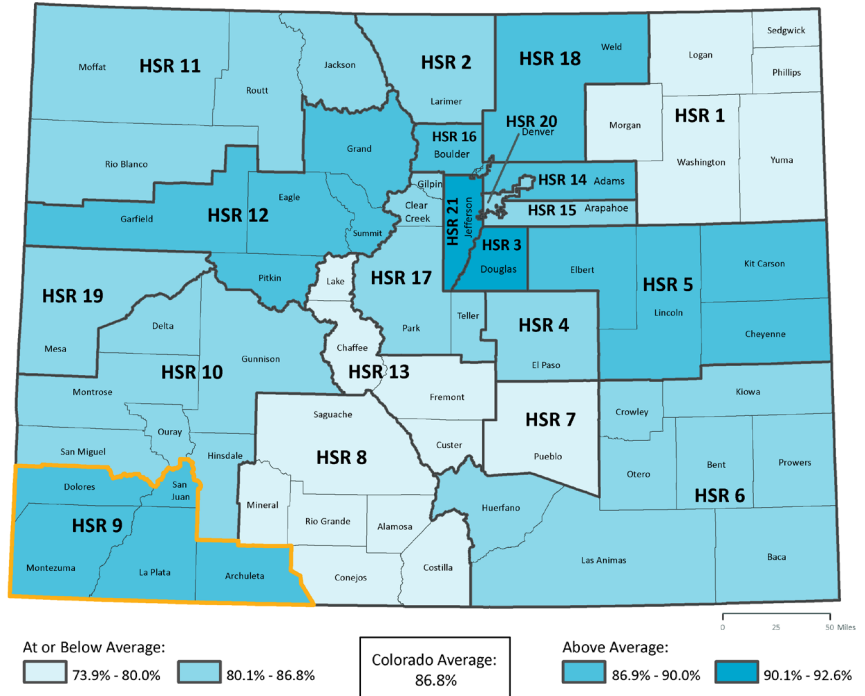 HSR 11
Moffat
Routt
Jackson
Rio Blanco
HSR 2
Larimer
HSR 18
Weld
Logan
Sedgwick
Phillips
HSR 1
Morgan
Washington
Yuma
HSR 20
Denver
HSR 16
Boulder
Grand
HSR 12
Garfield
Eagle
Summit
Pitkin
Gilpin
Clear
Creek
HSR 21
Jefferson
HSR 14
Adams
HSR 15
Arapahoe
HSR 3
Douglas
Elbert
HSR 5
Lincoln
Kit Carson
Cheyenne
HSR 19
Mesa
HSR 17
Park
Teller
Lake
Chaffee
HSR 13
Fremont
Custer
HSR 4
El Paso
HSR 10
Delta
Gunnison
Montrose
Ouray
San Miguel
Hinsdale
HSR 8
Saguache
Mineral
Rio Grande
Alamosa
Conejos
Costilla
HSR 7
Pueblo
HSR 6
Crowley
Kiowa
Otero
Bent
Prowers
Huerfano
Las Animas
Baca
HSR 9
Dolores
San
Juan
Montezuma
La Plata
Archuleta
0 25 50 Miles
At or Below Average:
73.9% - 80.0%
80.1% - 86.8%
Colorado Average:
86.8%
Above Average:
86.9% - 90.0%
90.1% - 92.6%